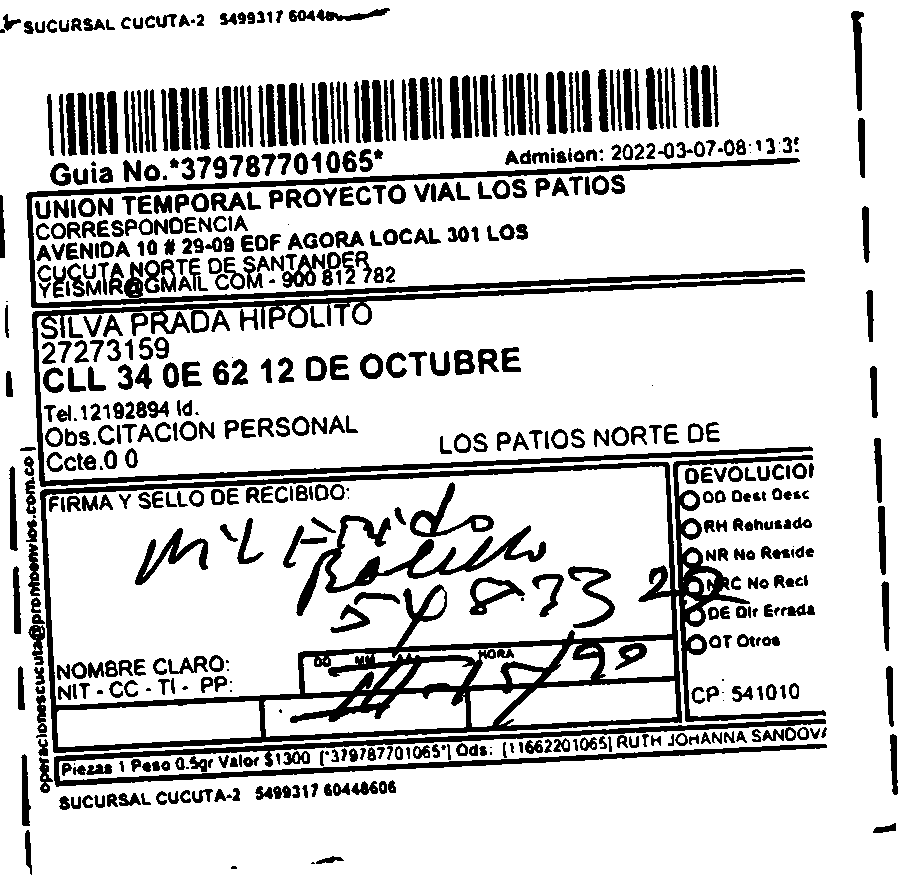 SUCURSAL CUCUTA-2 5499317 60448
Guia No.*379787701065*
Admision: 2022-03-07-08:13:35
UNION TEMPORAL PROYECTO VIAL LOS PATIOS
CORRESPONDENCIA
AVENIDA 10 # 29-09 EDF AGORA LOCAL 301 LOS
CUCUTA NORTE DE SANTANDER
YEISMIR@GMAIL COM - 900 812 782
SILVA PRADA HIPOLITO
27273159
CLL 34 0E 62 12 DE OCTUBRE
Tel.12192894 Id.
Obs.CITACION PERSONAL
LOS PATIOS NORTE DE
Ccte.0 0
operacionescucuta@prontoenvios.com.co
FIRMA Y SELLO DE RECIBIDO:
DEVOLUCION
DD Dest Desc
RH Rehusado
NR No Reside
NRC No Recl
DE Dir Errada
OT Otros
548733
NOMBRE CLARO:
NIT - CC - TI - PP:
DD MM AA HORA
CP: 541010
Piezas 1 Peso 0.5gr Valor $1300 [*379787701065*] Ods: [11662201065] RUTH JOHANNA SANDOVA
SUCURSAL CUCUTA-2 5499317 60448606